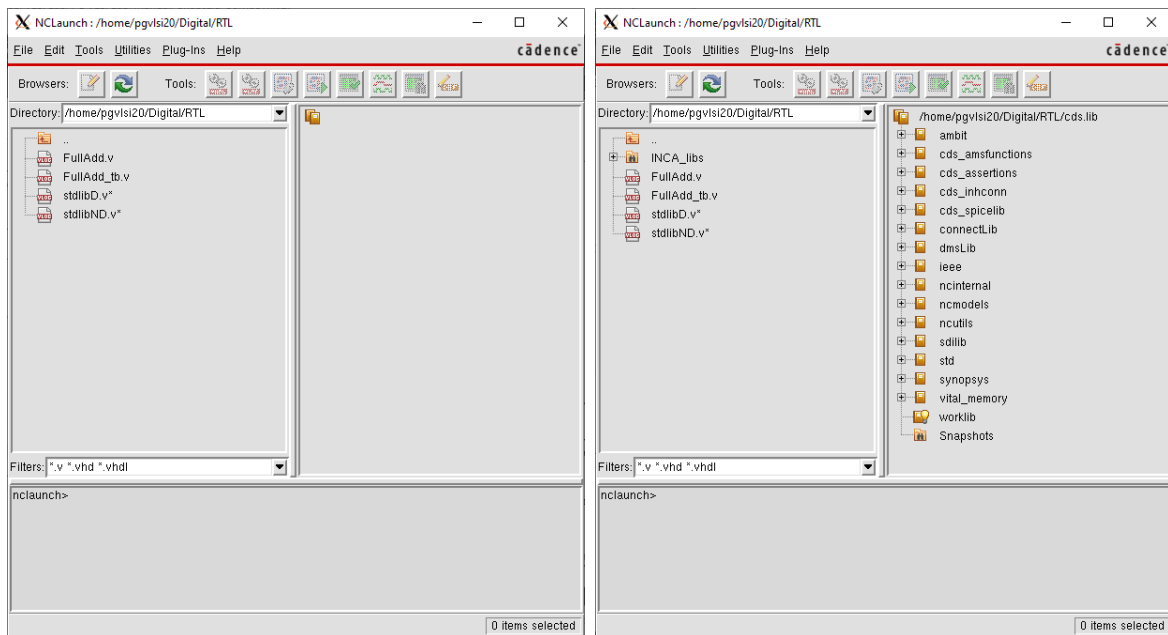 NCLaunch : /home/pgvlsi20/Digital/RTL
File Edit Tools Utilities Plug-Ins Help
cādence
Browsers: Tools:
Directory: /home/pgvlsi20/Digital/RTL
..
FullAdd.v
FullAdd_tb.v
stdlibD.v*
stdlibND.v*
Filters: *.v *.vhd *.vhdl
nclaunch>
0 items selected
NCLaunch : /home/pgvlsi20/Digital/RTL
File Edit Tools Utilities Plug-Ins Help
cādence
Browsers: Tools:
Directory: /home/pgvlsi20/Digital/RTL
..
INCA_libs
FullAdd.v
FullAdd_tb.v
stdlibD.v*
stdlibND.v*
Filters: *.v *.vhd *.vhdl
/home/pgvlsi20/Digital/RTL/cds.lib
ambit
cds_amsfunctions
cds_assertions
cds_inhconn
cds_spicelib
connectLib
dmsLib
ieee
ncinternal
ncmodels
ncutils
sdilib
std
synopsys
vital_memory
worklib
Snapshots
nclaunch>
0 items selected